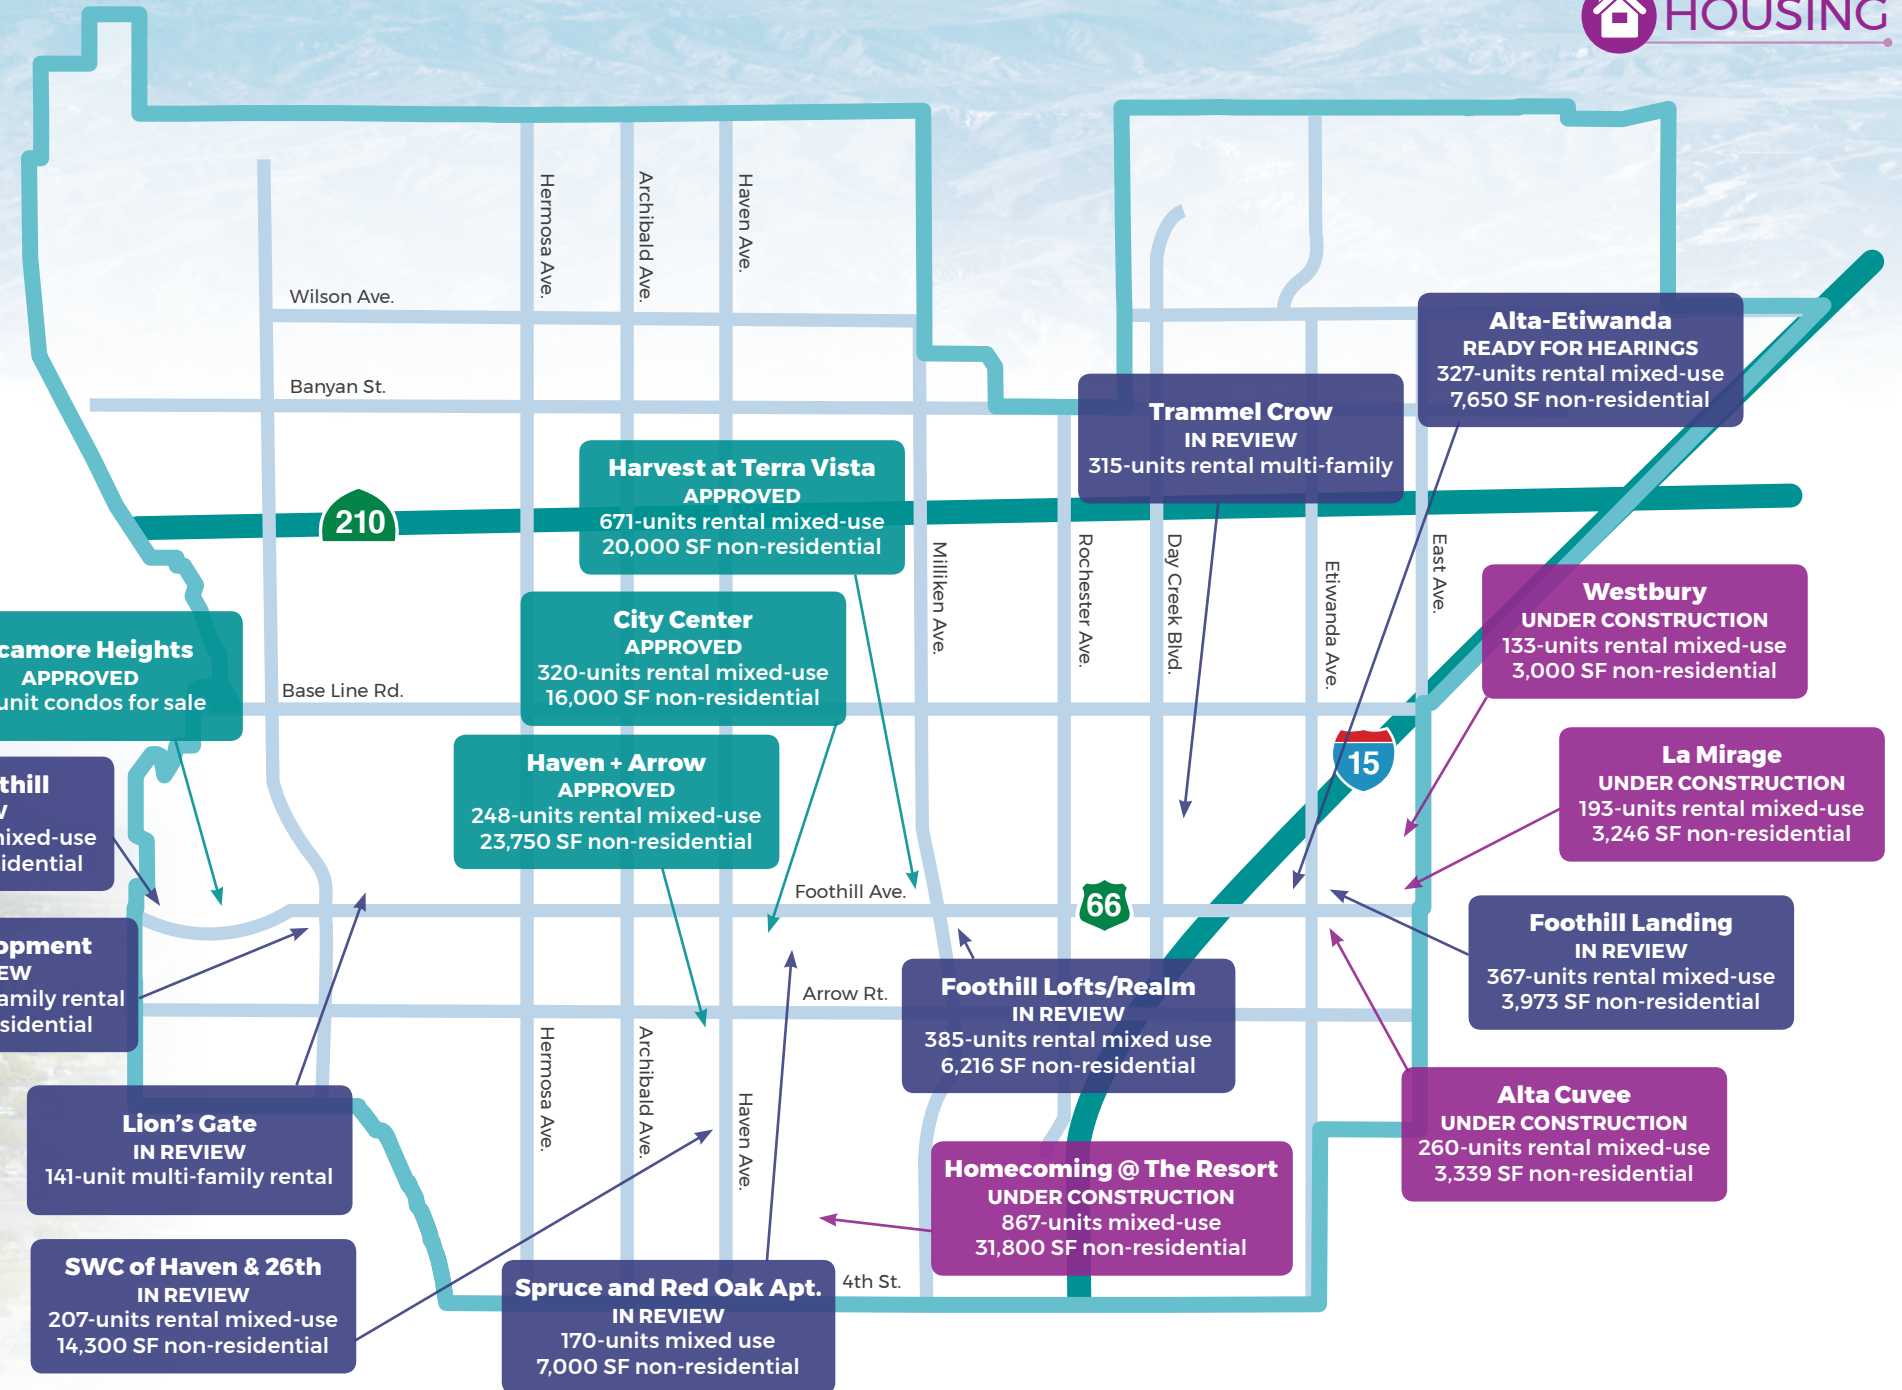 HOUSING
Hermosa Ave.
Archibald Ave.
Haven Ave.
Wilson Ave.
Banyan St.
Alta-Etiwanda
READY FOR HEARINGS
327-units rental mixed-use
7,650 SF non-residential
Trammel Crow
IN REVIEW
315-units rental multi-family
Harvest at Terra Vista
APPROVED
671-units rental mixed-use
20,000 SF non-residential
210
Milliken Ave.
Rochester Ave.
Day Creek Blvd.
Etiwanda Ave.
East Ave.
Westbury
UNDER CONSTRUCTION
133-units rental mixed-use
3,000 SF non-residential
City Center
APPROVED
320-units rental mixed-use
16,000 SF non-residential
camore Heights
APPROVED
unit condos for sale
Base Line Rd.
15
La Mirage
UNDER CONSTRUCTION
193-units rental mixed-use
3,246 SF non-residential
Haven + Arrow
APPROVED
248-units rental mixed-use
23,750 SF non-residential
thill
W
nixed-use
idential
Foothill Ave.
66
Foothill Landing
IN REVIEW
367-units rental mixed-use
3,973 SF non-residential
opment
EW
amily rental
sidential
Arrow Rt.
Foothill Lofts/Realm
IN REVIEW
385-units rental mixed use
6,216 SF non-residential
Hermosa Ave.
Archibald Ave.
Haven Ave.
Alta Cuvee
UNDER CONSTRUCTION
260-units rental mixed-use
3,339 SF non-residential
Lion's Gate
IN REVIEW
141-unit multi-family rental
Homecoming @ The Resort
UNDER CONSTRUCTION
867-units mixed-use
31,800 SF non-residential
SWC of Haven & 26th
IN REVIEW
207-units rental mixed-use
14,300 SF non-residential
Spruce and Red Oak Apt.
IN REVIEW
170-units mixed use
7,000 SF non-residential
4th St.